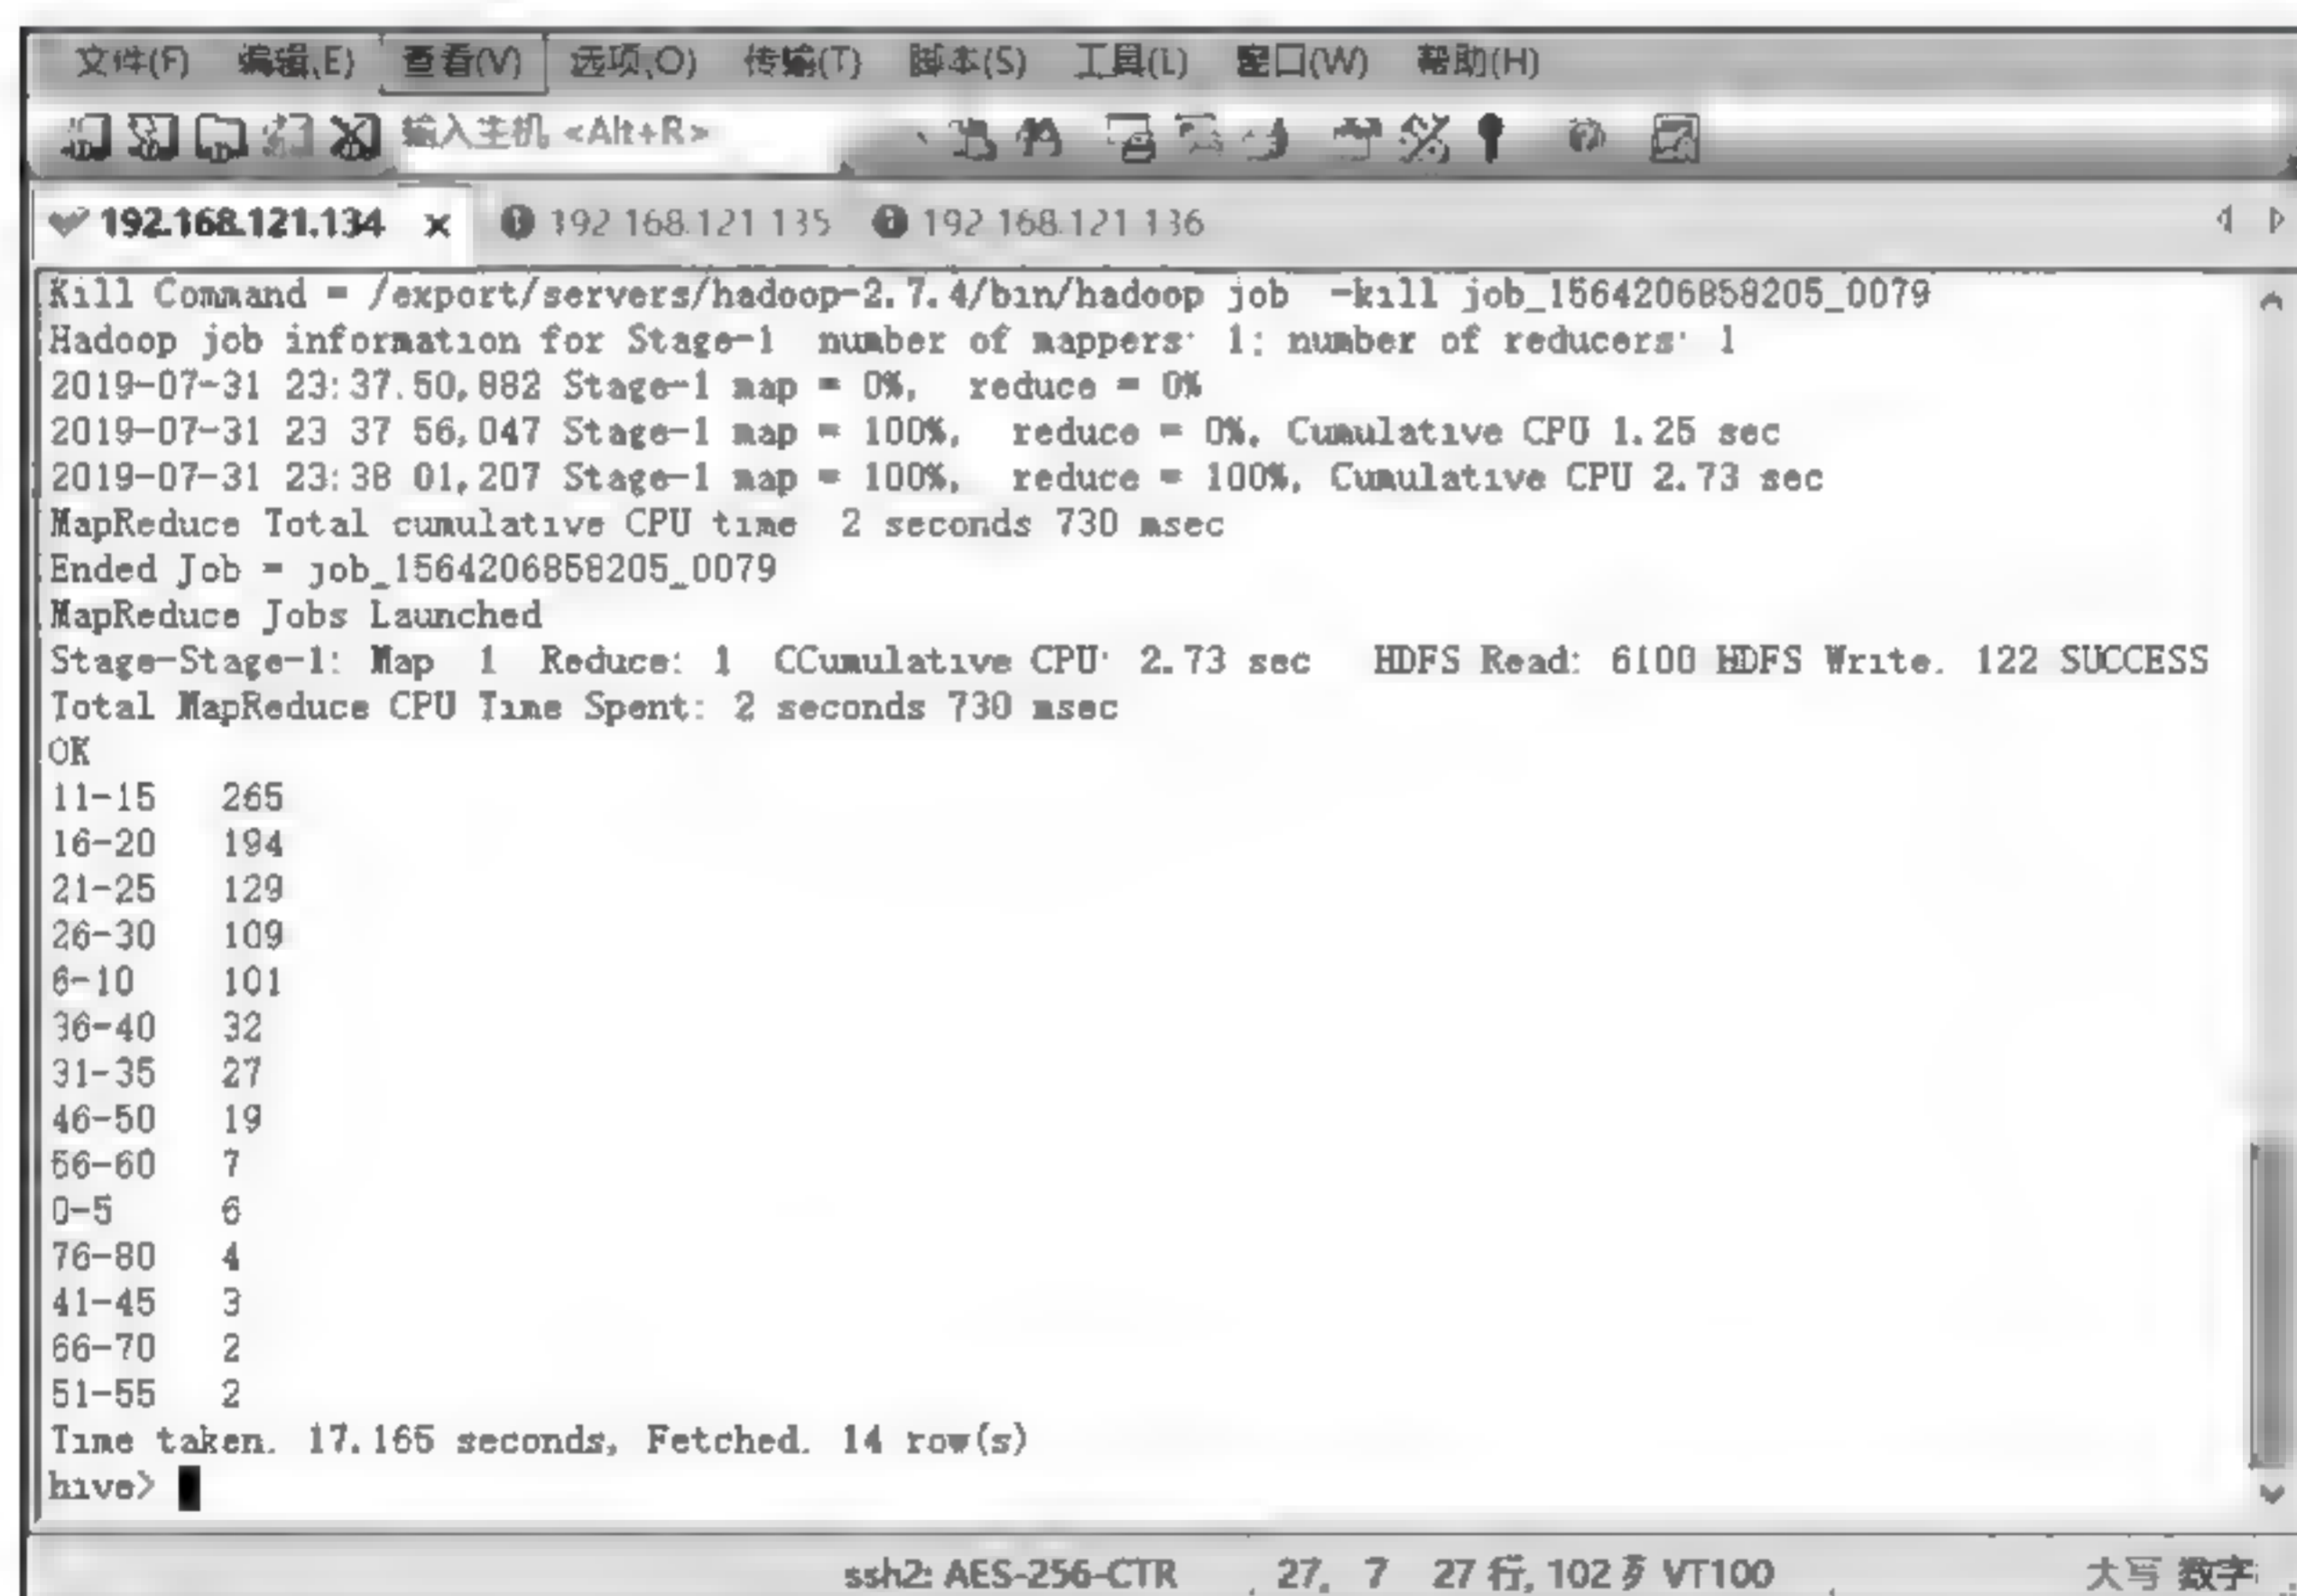 文件(F) 编辑(E) 查看(V) 选项(O) 传输(T) 脚本(S) 工具(L) 窗口(W) 帮助(H)
输入主机 <Alt+R>
192.168.121.134 × 192.168.121.135 192.168.121.136
Kill Command = /export/servers/hadoop-2.7.4/bin/hadoop job -kill job_1564206858205_0079
Hadoop job information for Stage-1 number of mappers: 1; number of reducers: 1
2019-07-31 23:37:50,882 Stage-1 map = 0%, reduce = 0%
2019-07-31 23 37 56,047 Stage-1 map = 100%, reduce = 0%, Cumulative CPU 1.25 sec
2019-07-31 23:38 01,207 Stage-1 map = 100%, reduce = 100%, Cumulative CPU 2.73 sec
MapReduce Total cumulative CPU time 2 seconds 730 msec
Ended Job = job_1564206858205_0079
MapReduce Jobs Launched
Stage-Stage-1: Map 1 Reduce: 1 CCumulative CPU: 2.73 sec HDFS Read: 6100 HDFS Write. 122 SUCCESS
Total MapReduce CPU Time Spent: 2 seconds 730 msec
OK
11-15 265
16-20 194
21-25 129
26-30 109
6-10 101
36-40 32
31-35 27
46-50 19
56-60 7
0-5 6
76-80 4
41-45 3
66-70 2
51-55 2
Time taken. 17.165 seconds, Fetched. 14 row(s)
hive>
ssh2: AES-256-CTR 27, 7 27 行, 102 列 VT100 大写 数字